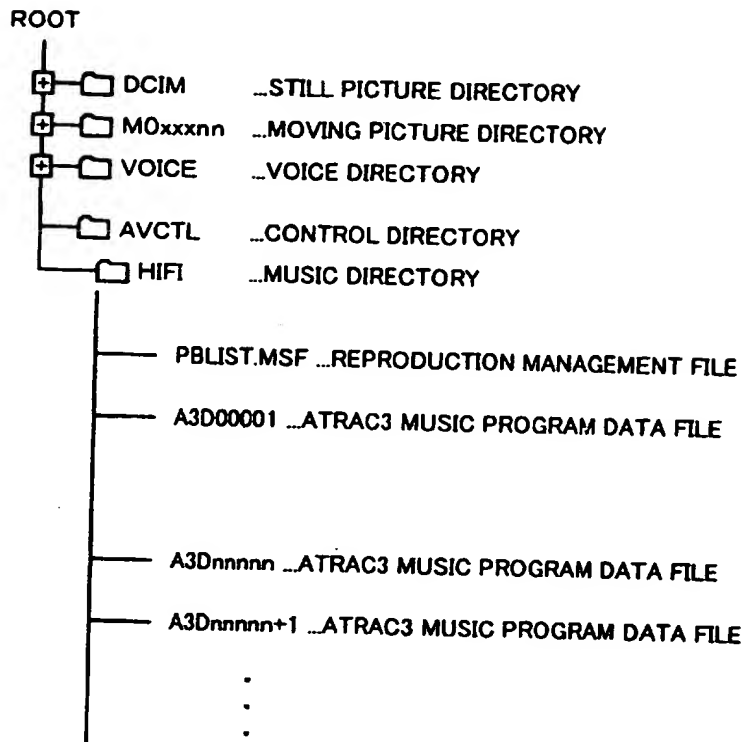 ROOT
DCIM ...STILL PICTURE DIRECTORY
MOxxxnn ...MOVING PICTURE DIRECTORY
VOICE ...VOICE DIRECTORY
AVCTL ...CONTROL DIRECTORY
HIFI ...MUSIC DIRECTORY
PBLIST.MSF ...REPRODUCTION MANAGEMENT FILE
A3D00001 ...ATRAC3 MUSIC PROGRAM DATA FILE
A3Dnnnnn ...ATRAC3 MUSIC PROGRAM DATA FILE
A3Dnnnnn+1 ...ATRAC3 MUSIC PROGRAM DATA FILE